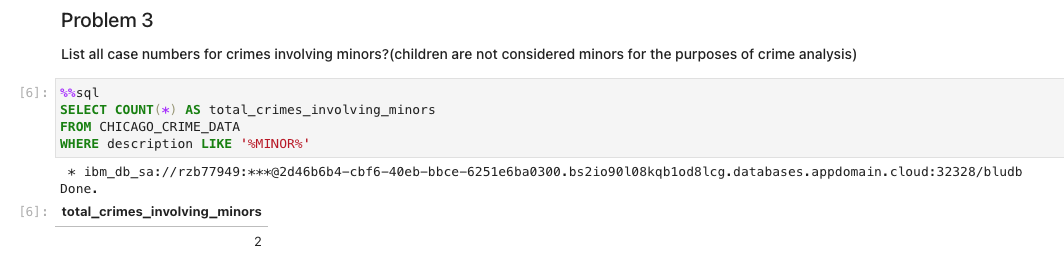 Problem 3
List all case numbers for crimes involving minors?(children are not considered minors for the purposes of crime analysis)
[6]: %%sql
SELECT COUNT(*) AS total_crimes_involving_minors
FROM CHICAGO_CRIME_DATA
WHERE description LIKE '%MINOR%'
* ibm_db_sa://rzb77949:***@2d46b6b4-cbf6-40eb-bbce-6251e6ba0300.bs2io90l08kqb1od8lcg.databases.appdomain.cloud:32328/bludb
Done.
[6]: total_crimes_involving_minors
2